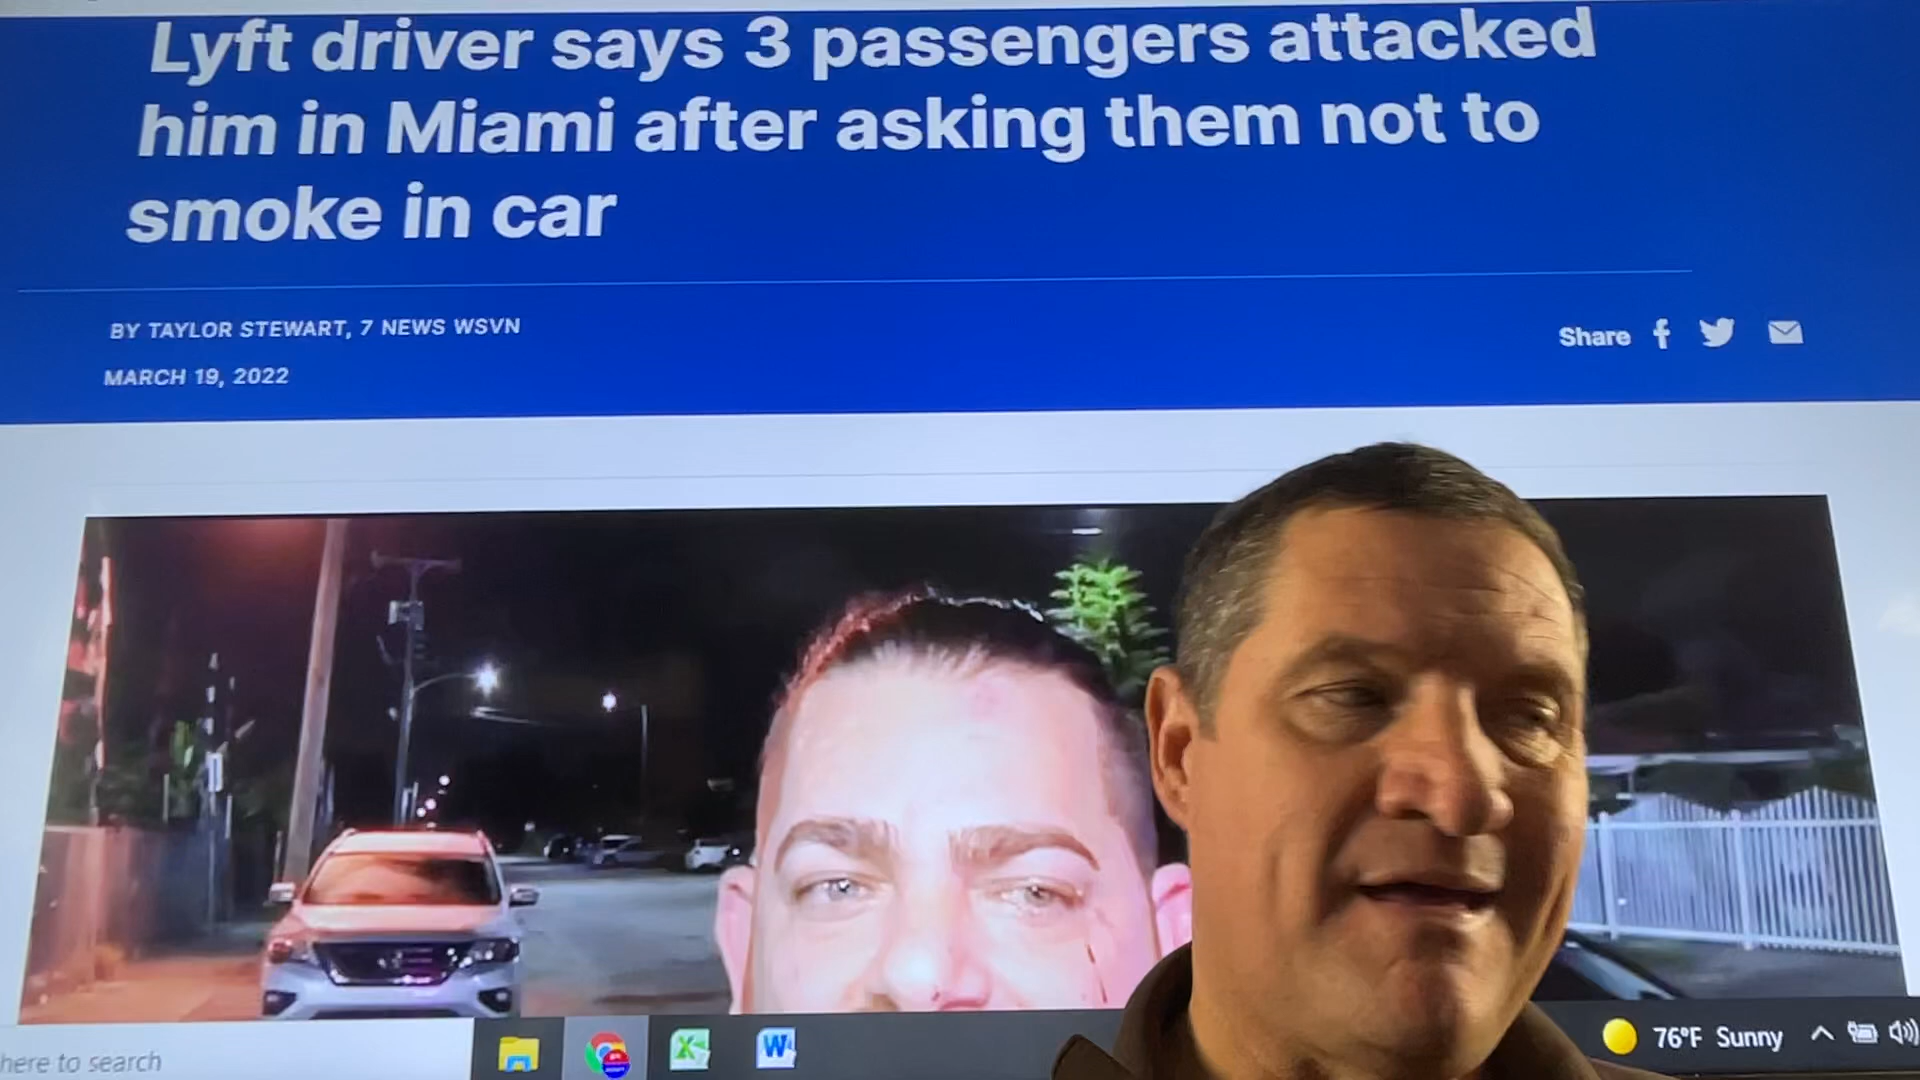 Lyft driver says 3 passengers attacked
him in Miami after asking them not to
smoke in car
BY TAYLOR STEWART, 7 NEWS WSVN
Share
MARCH 19, 2022
here to search
76°F Sunny